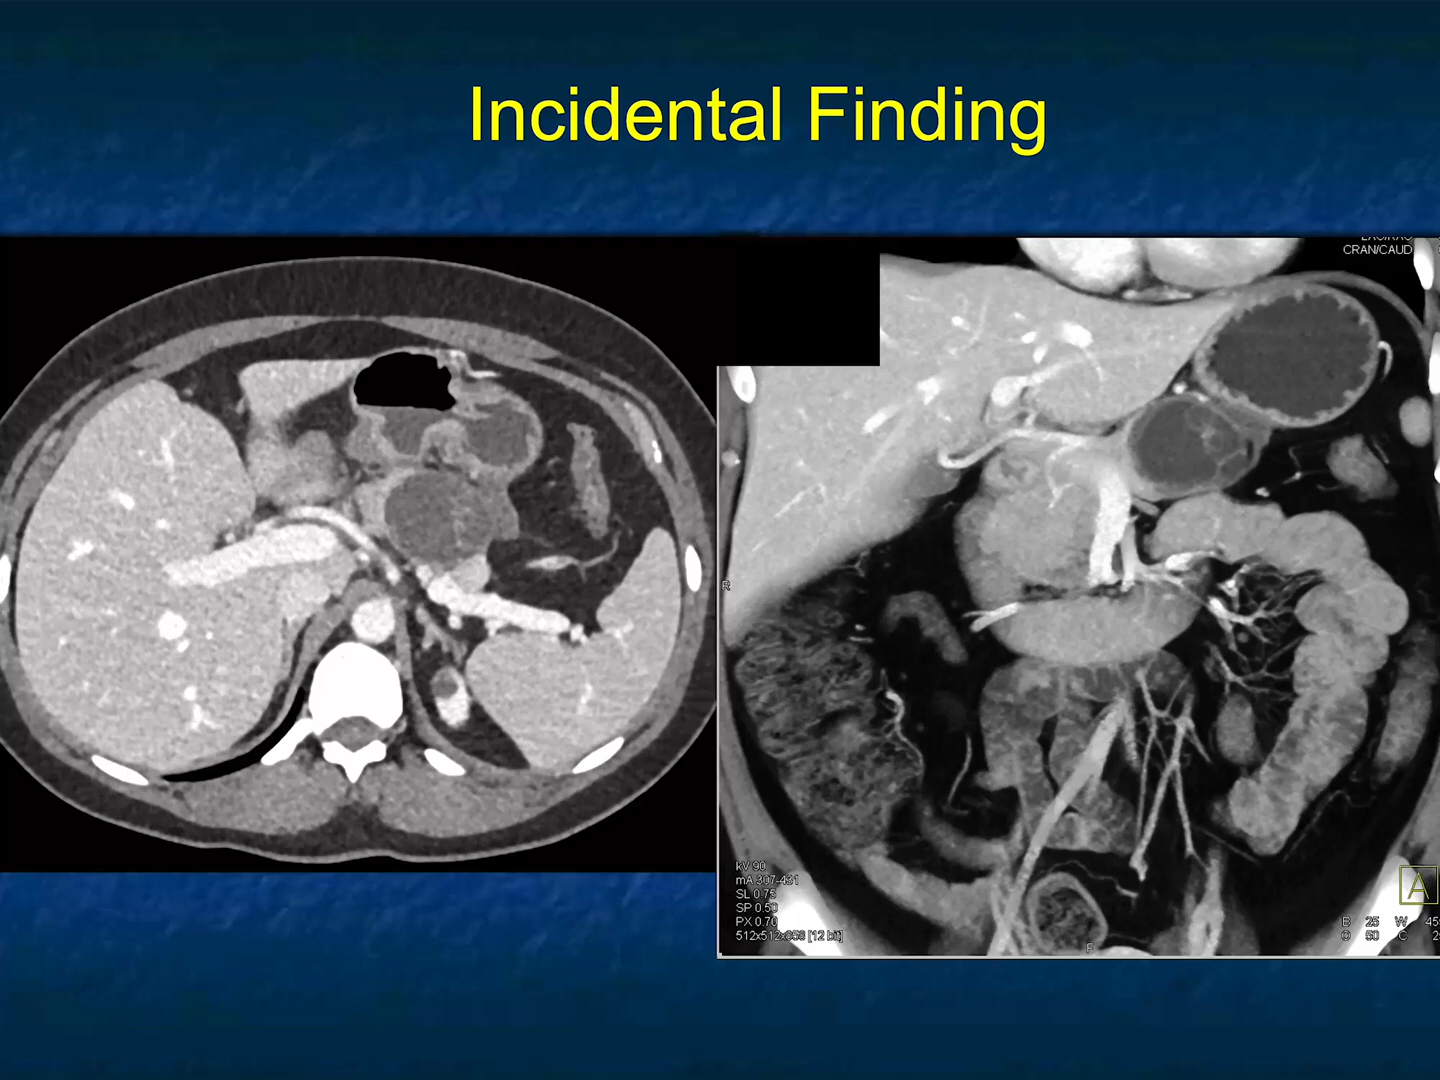 Incidental Finding
CRAN/CAUD
R
kV 90
mA 307-431
SL 0.75
SP 0.50
PX 0.70
A
B 25 W
O 50 C